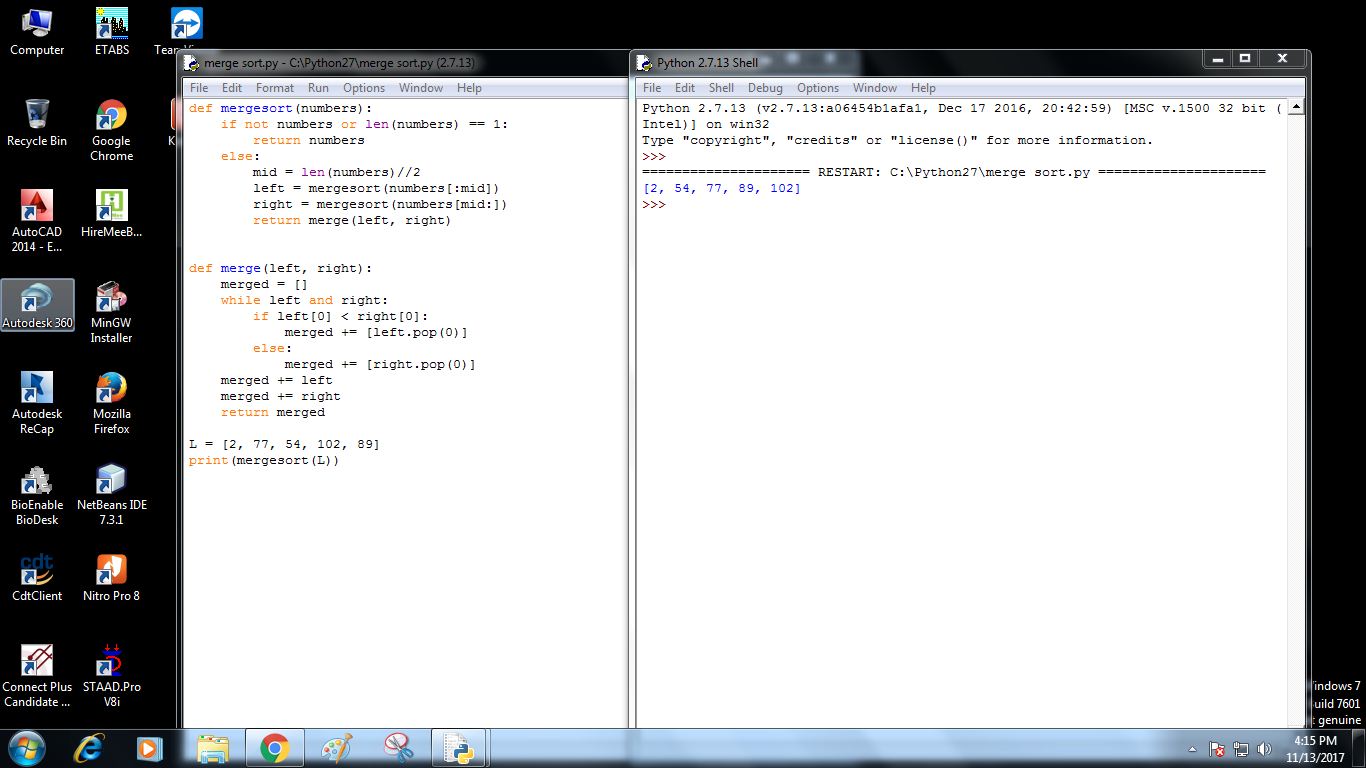 Computer
ETABS
Recycle Bin
Google
Chrome
AutoCAD
2014 - E...
HireMeeB...
Autodesk 360
MinGW
Installer
Autodesk
ReCap
Mozilla
Firefox
BioEnable
BioDesk
NetBeans IDE
7.3.1
CdtClient
Nitro Pro 8
Connect Plus
Candidate ...
STAAD.Pro
V8i
merge sort.py - C:\Python27\merge sort.py (2.7.13)
File Edit Format Run Options Window Help
def mergesort(numbers):
    if not numbers or len(numbers) == 1:
        return numbers
    else:
        mid = len(numbers)//2
        left = mergesort(numbers[:mid])
        right = mergesort(numbers[mid:])
        return merge(left, right)
def merge(left, right):
    merged = []
    while left and right:
        if left[0] < right[0]:
            merged += [left.pop(0)]
        else:
            merged += [right.pop(0)]
    merged += left
    merged += right
    return merged
L = [2, 77, 54, 102, 89]
print(mergesort(L))
Python 2.7.13 Shell
File Edit Shell Debug Options Window Help
Python 2.7.13 (v2.7.13:a06454b1afa1, Dec 17 2016, 20:42:59) [MSC v.1500 32 bit (
Intel)] on win32
Type "copyright", "credits" or "license()" for more information.
>>>
===================== RESTART: C:\Python27\merge sort.py =====================
[2, 54, 77, 89, 102]
>>>
indows 7
uild 7601
t genuine
4:15 PM
11/13/2017